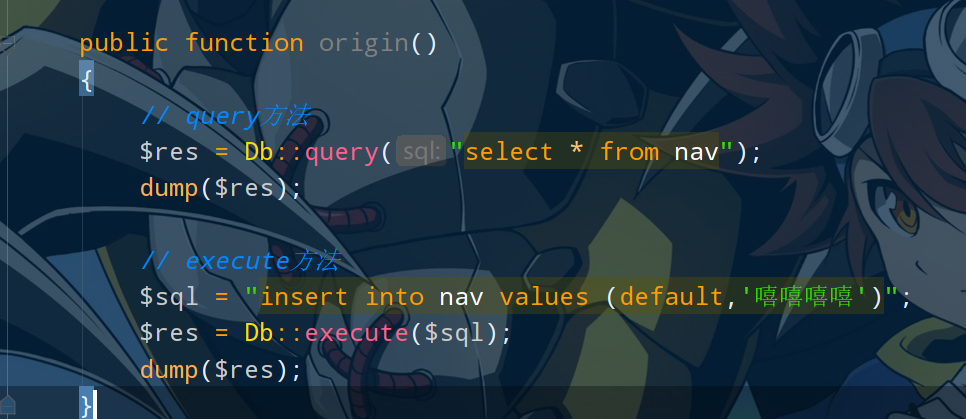 public function origin()
{
// query方法
$res = Db::query( sql: "select * from nav");
dump($res);
// execute方法
$sql = "insert into nav values (default,'嘻嘻嘻嘻')";
$res = Db::execute($sql);
dump($res);
}